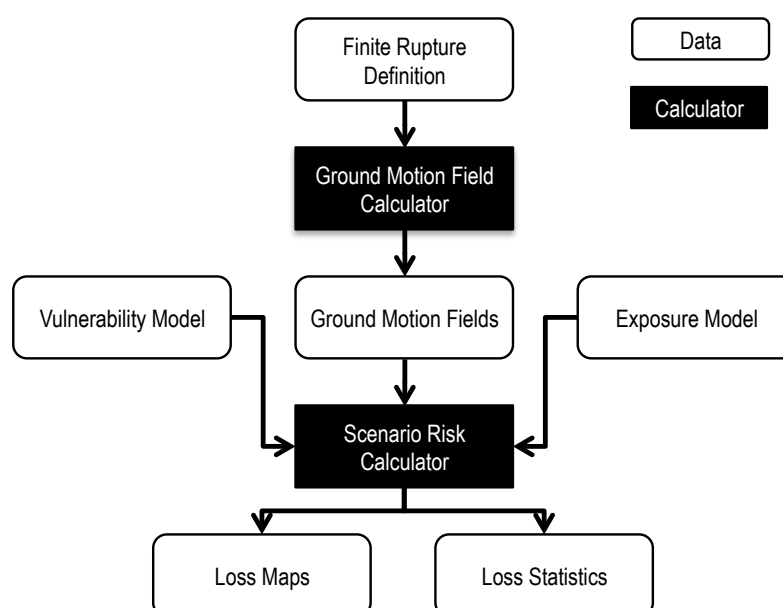 Finite Rupture
Definition
Data
Calculator
Ground Motion Field
Calculator
Vulnerability Model
Ground Motion Fields
Exposure Model
Scenario Risk
Calculator
Loss Maps
Loss Statistics